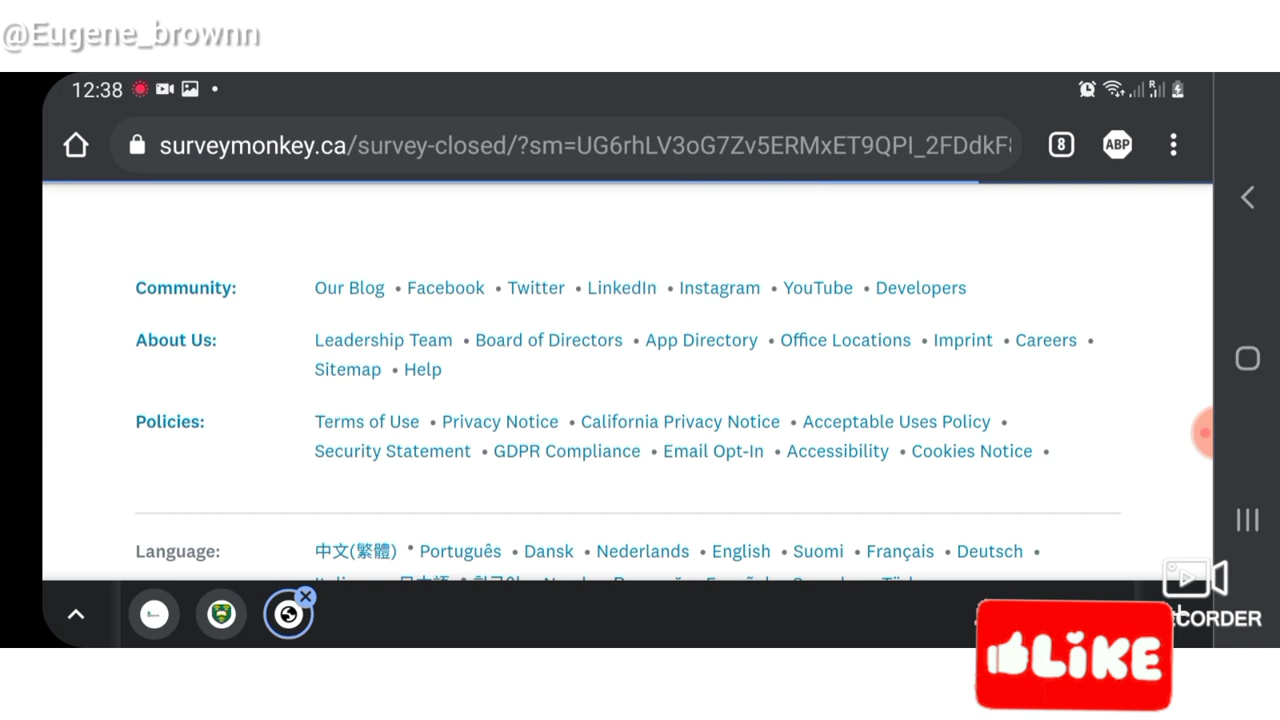 @Eugene_brownn
12:38
surveymonkey.ca/survey-closed/?sm=UG6rhLV3oG7Zv5ERMxET9QPI_2FDdkF
8
ABP
Community: Our Blog • Facebook • Twitter • LinkedIn • Instagram • YouTube • Developers
About Us: Leadership Team • Board of Directors • App Directory • Office Locations • Imprint • Careers •
Sitemap • Help
Policies: Terms of Use • Privacy Notice • California Privacy Notice • Acceptable Uses Policy •
Security Statement • GDPR Compliance • Email Opt-In • Accessibility • Cookies Notice •
Language: 中文(繁體) • Português • Dansk • Nederlands • English • Suomi • Français • Deutsch •
CORDER
LiKE